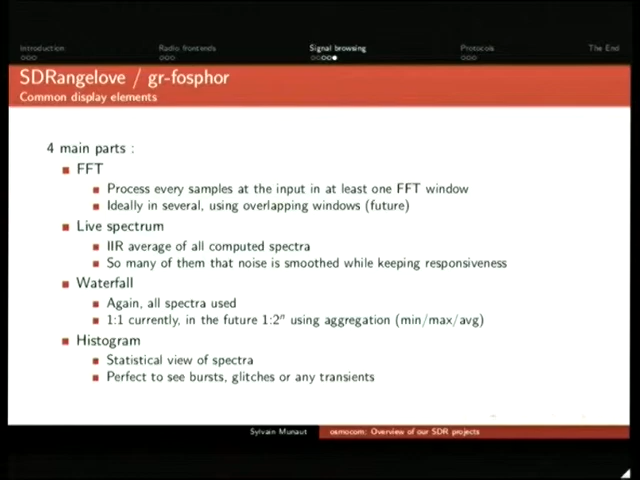 Introduction Radio frontends Signal browsing Protocols The End
SDRangelove / gr-fosphor
Common display elements
4 main parts :
FFT
Process every samples at the input in at least one FFT window
Ideally in several, using overlapping windows (future)
Live spectrum
IIR average of all computed spectra
So many of them that noise is smoothed while keeping responsiveness
Waterfall
Again, all spectra used
1:1 currently, in the future 1:2ⁿ using aggregation (min/max/avg)
Histogram
Statistical view of spectra
Perfect to see bursts, glitches or any transients
Sylvain Munaut osmocom: Overview of our SDR projects